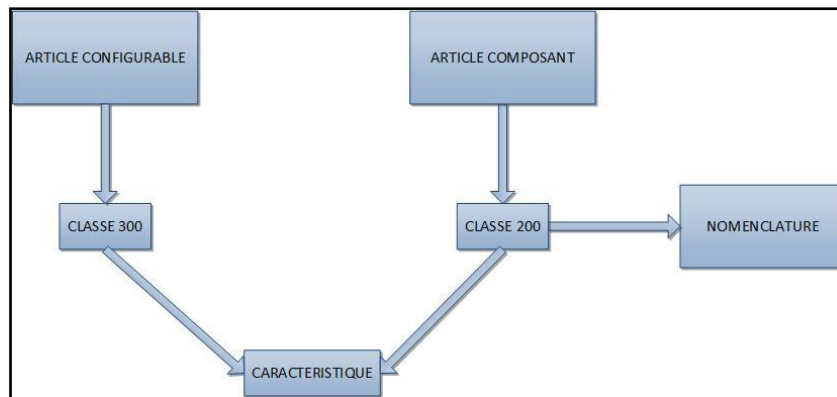 ARTICLE CONFIGURABLE
ARTICLE COMPOSANT
CLASSE 300
CLASSE 200
NOMENCLATURE
CARACTERISTIQUE